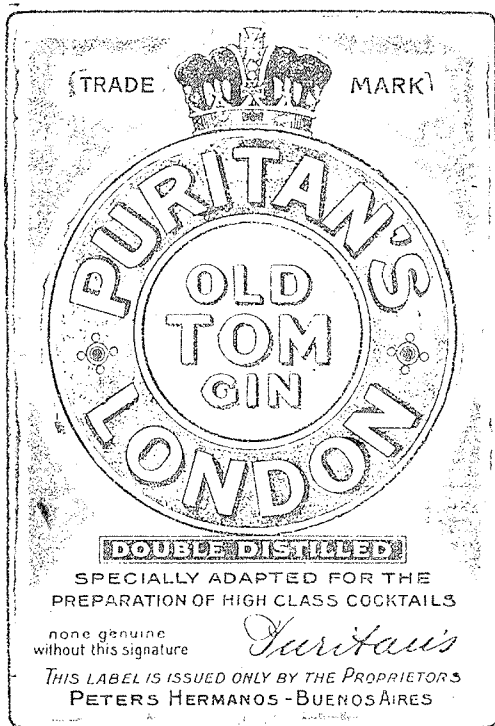 TRADE MARK
PURITAN'S
OLD
TOM
GIN
LONDON
DOUBLE DISTILLED
SPECIALLY ADAPTED FOR THE
PREPARATION OF HIGH CLASS COCKTAILS
none genuine
without this signature
Puritan's
THIS LABEL IS ISSUED ONLY BY THE PROPRIETORS
PETERS HERMANOS - BUENOS AIRES